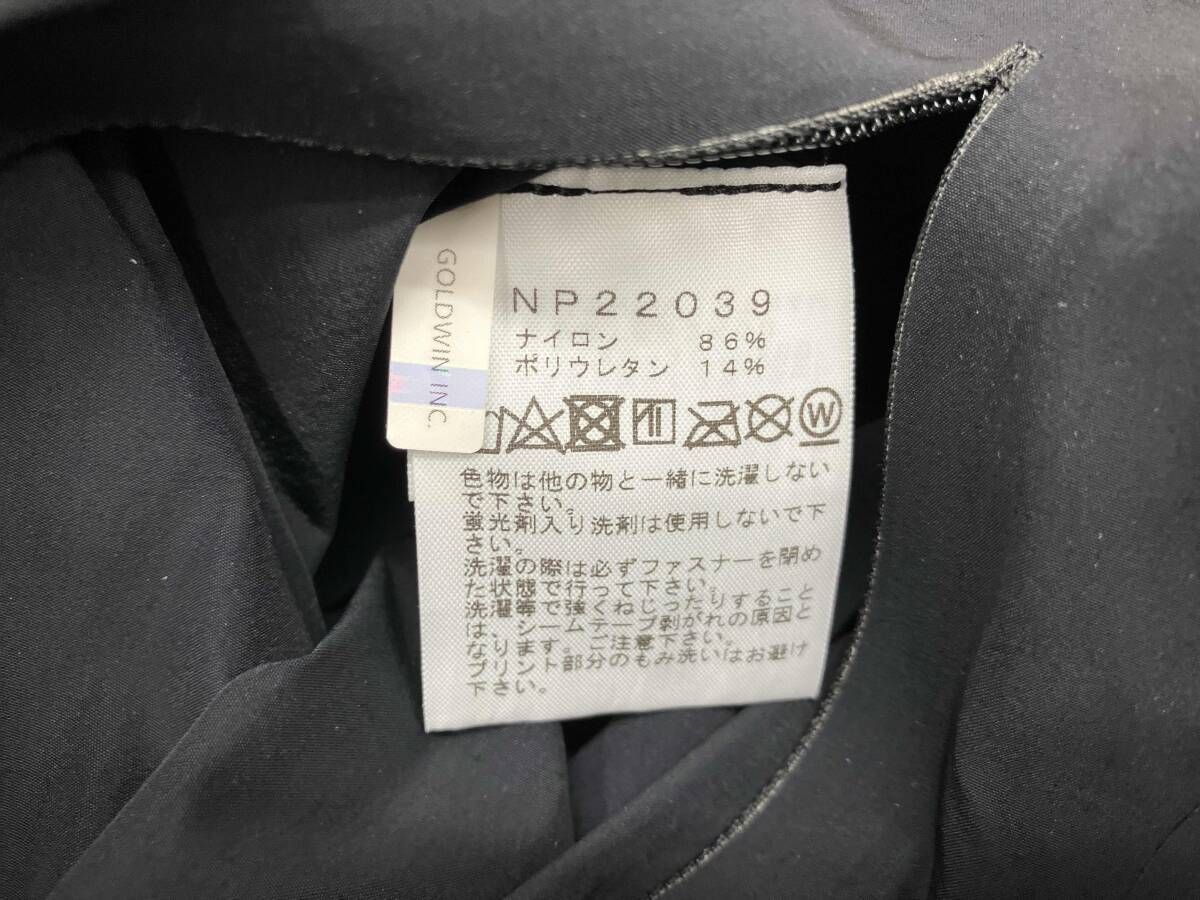 GOLDWIN INC.
NP22039
ナイロン 86%
ポリウレタン 14%
W
色物は他の物と一緒に洗濯しない
で下さい。
蛍光剤入り洗剤は使用しないで下
さい。
洗濯の際は必ずファスナーを閉め
た状態で行って下さい。
洗濯等で強くねじったりすること
は、シームテープ剥がれの原因と
なります。ご注意下さい。
プリント部分のもみ洗いはお避け
下さい。